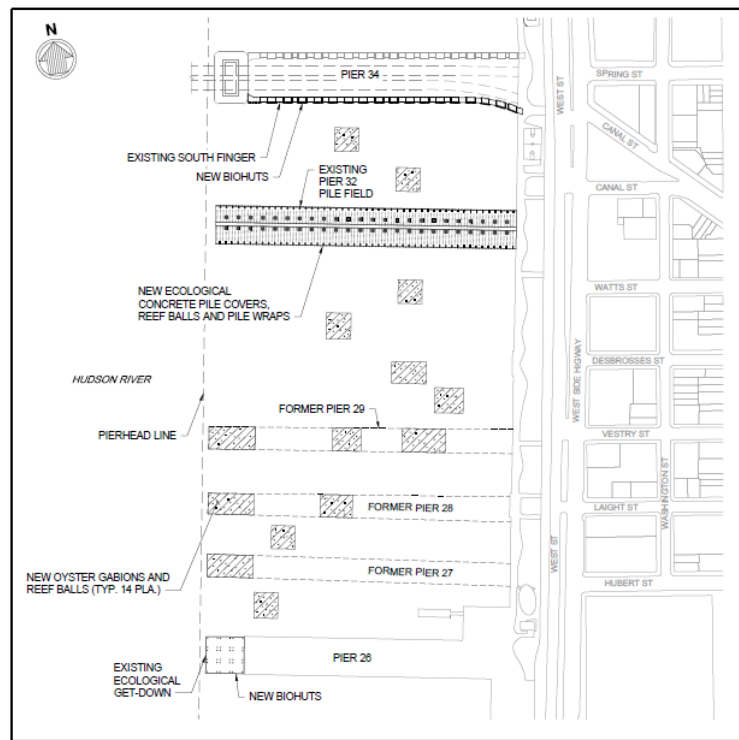 N
PIER 34
SPRING ST
WEST ST
CANAL ST
EXISTING SOUTH FINGER
NEW BIOHUTS
EXISTING
PIER 32
PILE FIELD
CANAL ST
NEW ECOLOGICAL
CONCRETE PILE COVERS,
REEF BALLS AND PILE WRAPS
WATTS ST
WEST SIDE HIGWAY
DESBROSSES ST
HUDSON RIVER
FORMER PIER 29
PIERHEAD LINE
VESTRY ST
WASHINGTON ST
FORMER PIER 28
LAIGHT ST
WEST ST
NEW OYSTER GABIONS AND
REEF BALLS (TYP. 14 PLA.)
FORMER PIER 27
HUBERT ST
PIER 26
EXISTING
ECOLOGICAL
GET-DOWN
NEW BIOHUTS